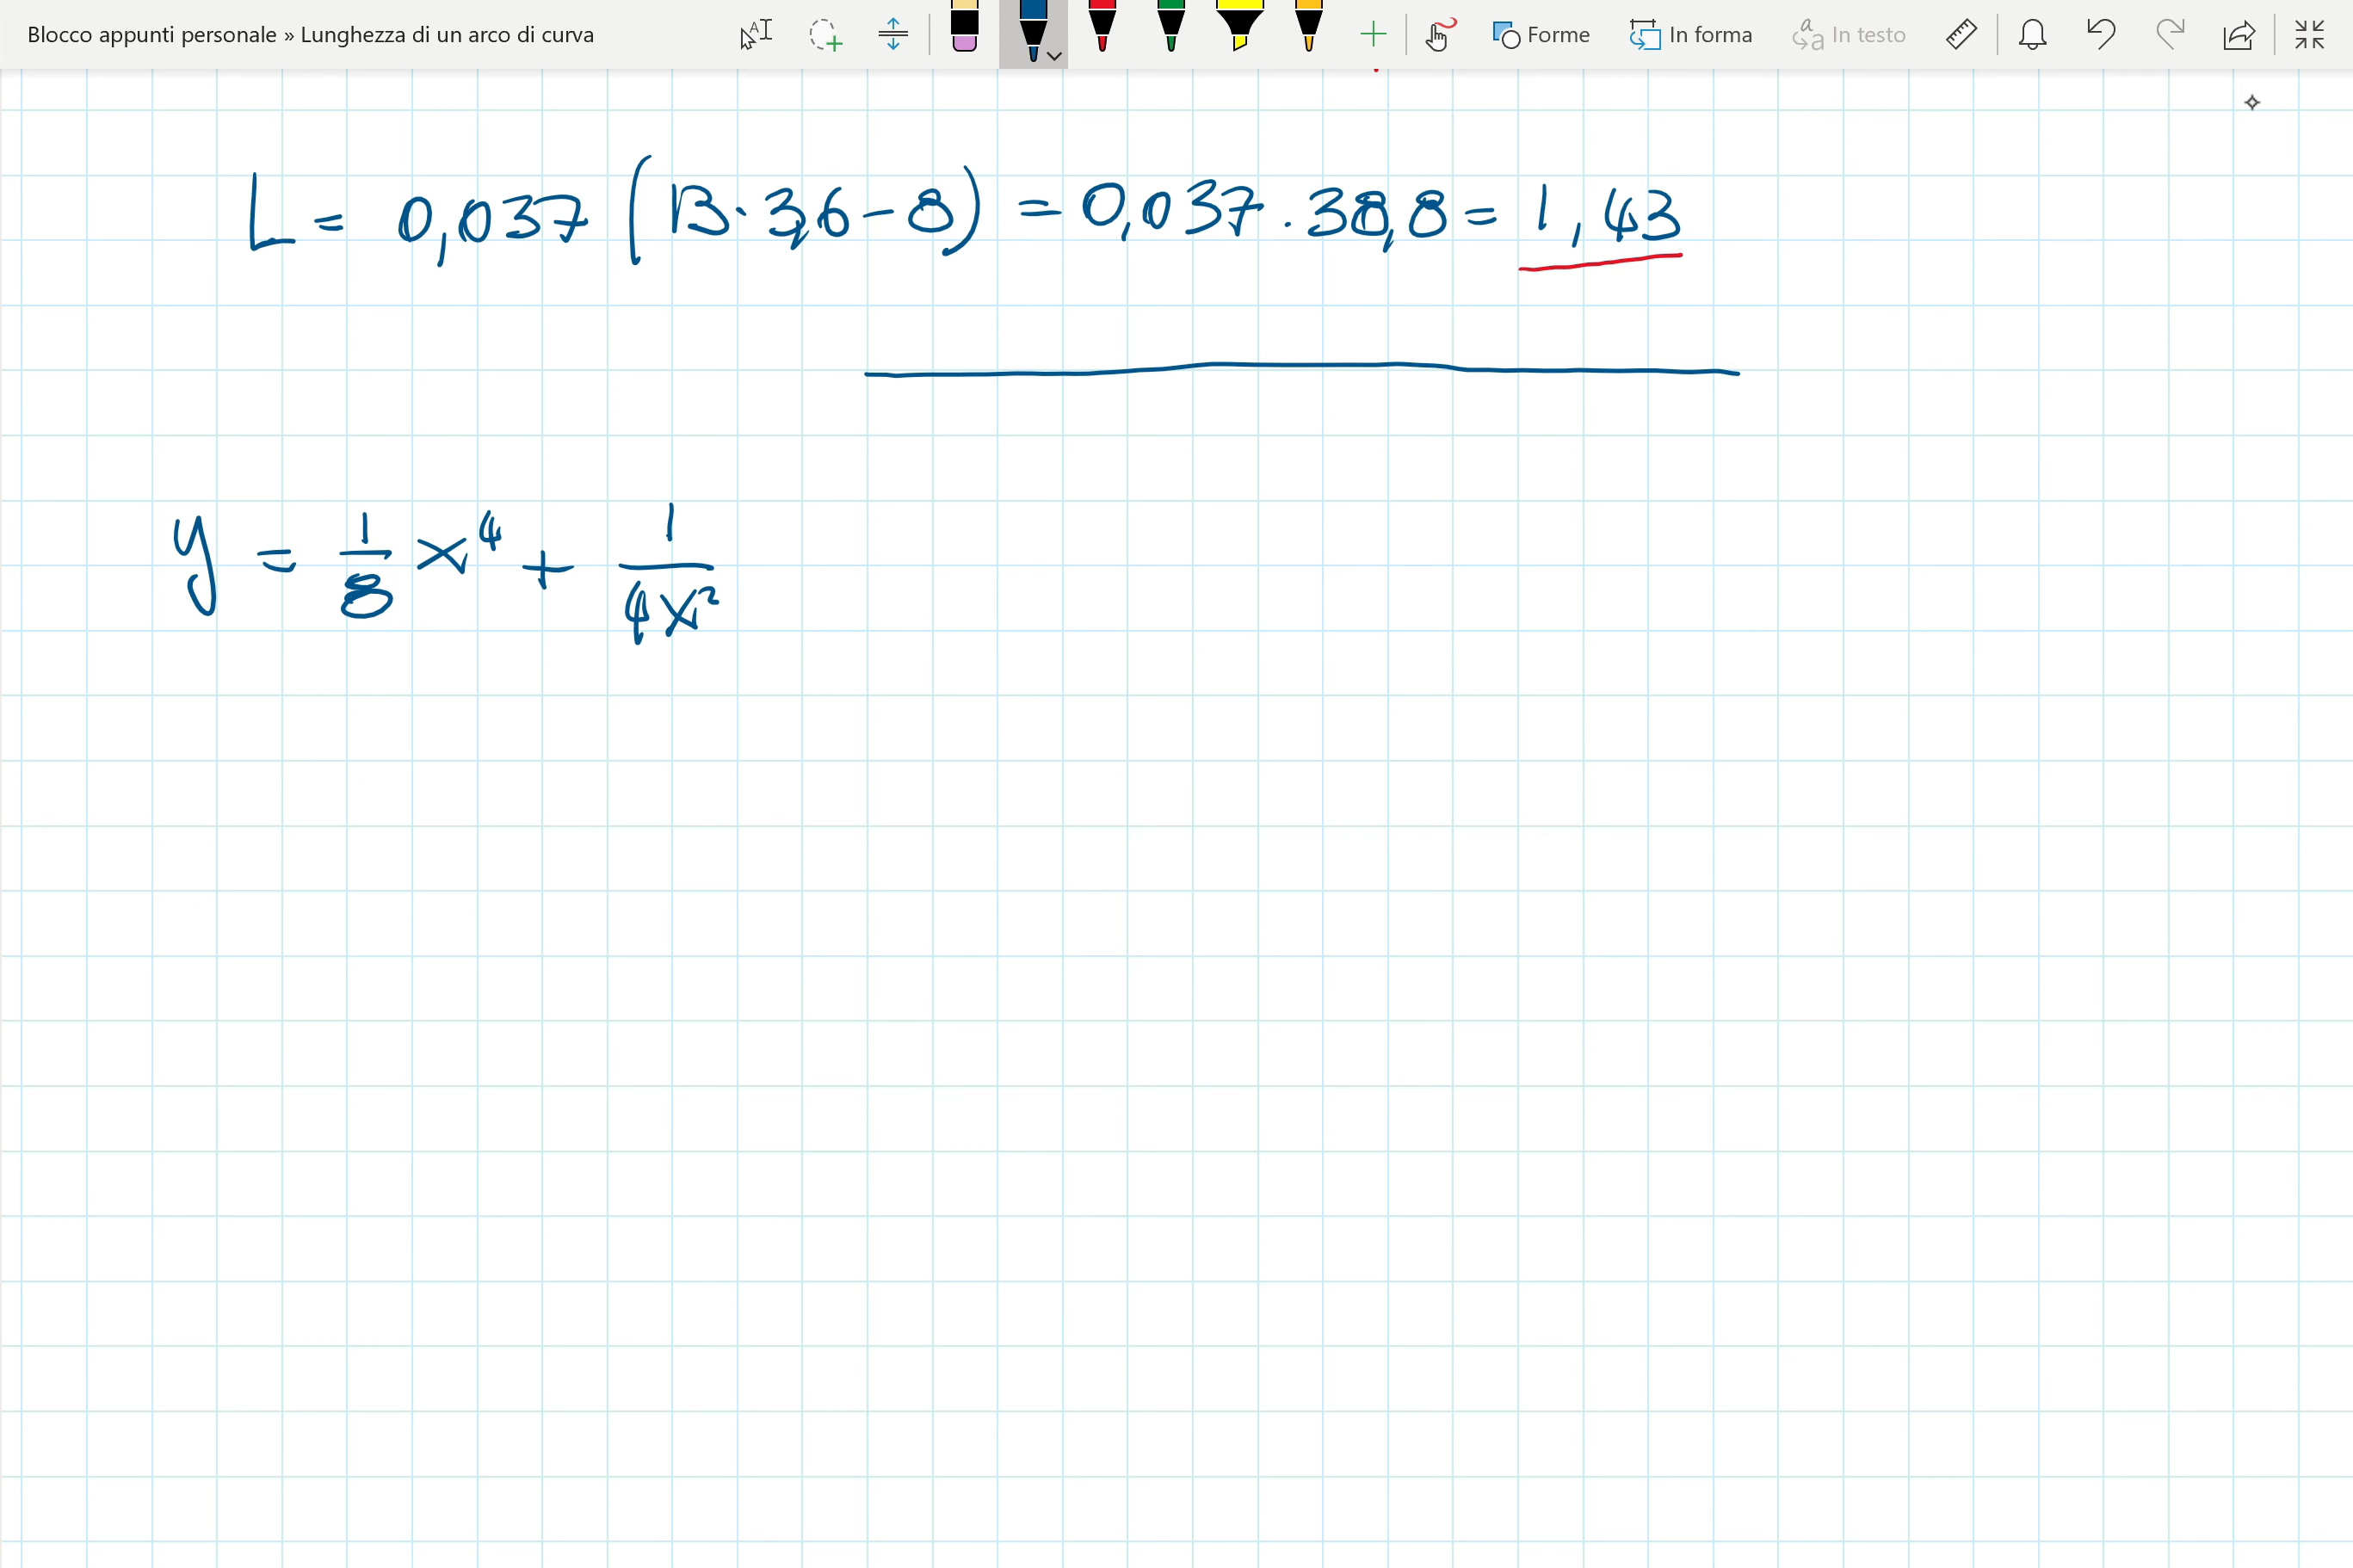 Blocco appunti personale » Lunghezza di un arco di curva Forme In forma In testo
L = 0,037 (13 · 3,6 - 8) = 0,037 · 38,8 = 1,43
y = 1/8 x⁴ + 1/4x²